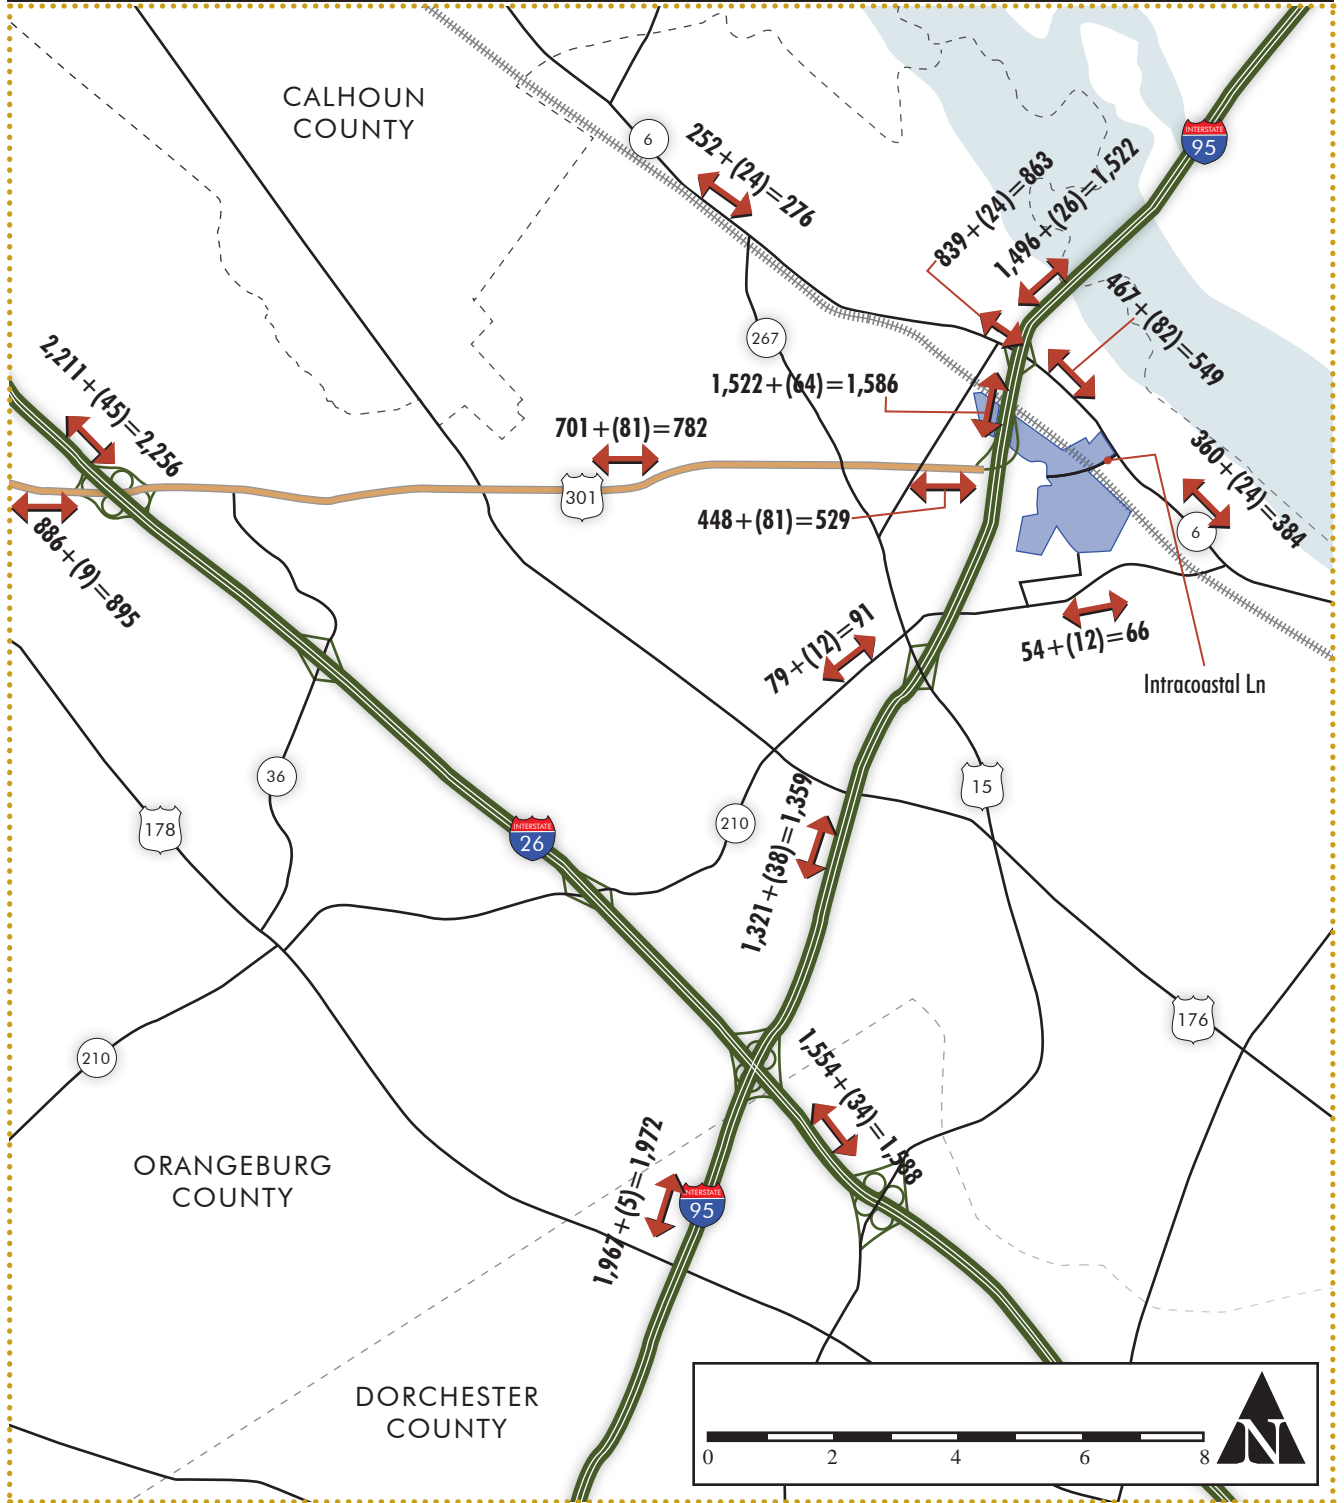 CALHOUN
COUNTY
6
252+(24)=276
INTERSTATE
95
839+(24)=863
1,496+(26)=1,522
467+(82)=549
267
2,211+(45)=2,256
1,522+(64)=1,586
701+(81)=782
301
448+(81)=529
360+(24)=384
6
886+(9)=895
79+(12)=91
54+(12)=66
Intracoastal Ln
36
15
178
INTERSTATE
26
210
1,321+(38)=1,359
176
210
1,554+(34)=1,588
ORANGEBURG
COUNTY
1,967+(5)=1,972
INTERSTATE
95
DORCHESTER
COUNTY
0 2 4 6 8
N